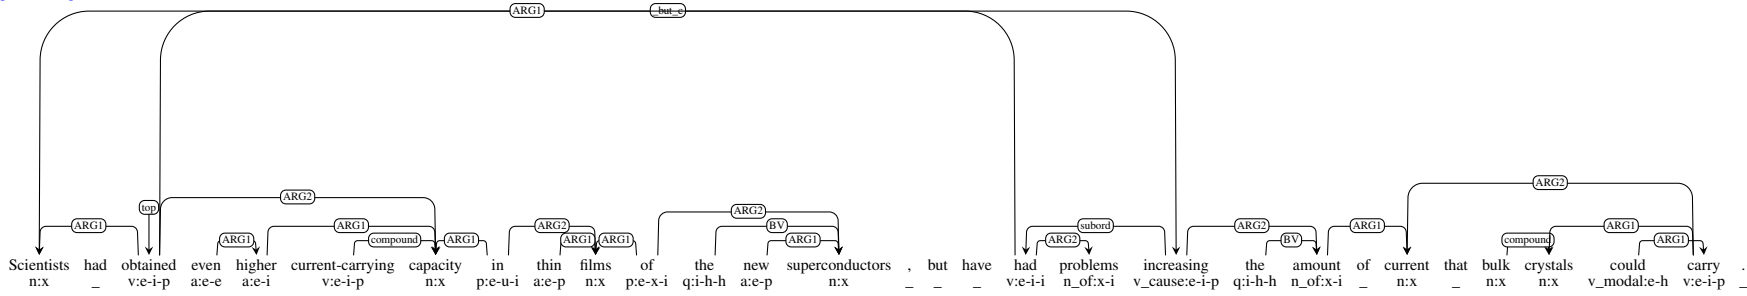 ARG1 _but_c
ARG2
top
ARG2
ARG2
ARG1 ARG1 ARG2 BV subord ARG2 ARG1 ARG1
ARG1 compound ARG1 ARG1 ARG1 ARG1 ARG2 BV compound ARG1
Scientists had obtained even higher current-carrying capacity in thin films of the new superconductors , but have had problems increasing the amount of current that bulk crystals could carry .
n:x _ v:e-i-p a:e-e a:e-i v:e-i-p n:x p:e-u-i a:e-p n:x p:e-x-i q:i-h-h a:e-p n:x _ _ _ v:e-i-i n_of:x-i v_cause:e-i-p q:i-h-h n_of:x-i _ n:x _ n:x n:x v_modal:e-h v:e-i-p _